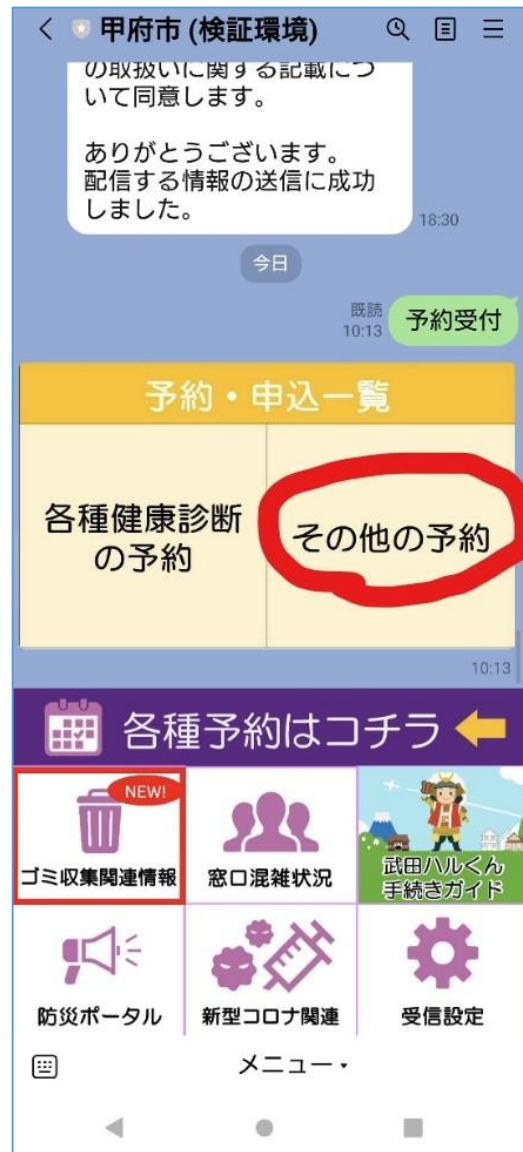 甲府市 (検証環境)
の取扱いに関する記載につ
いて同意します。
ありがとうございます。
配信する情報の送信に成功
しました。
18:30
今日
既読
10:13
予約受付
予約・申込一覧
各種健康診断
の予約
その他の予約
10:13
各種予約はコチラ
NEW!
ゴミ収集関連情報
窓口混雑状況
武田ハルくん
手続きガイド
防災ポータル
新型コロナ関連
受信設定
メニュー